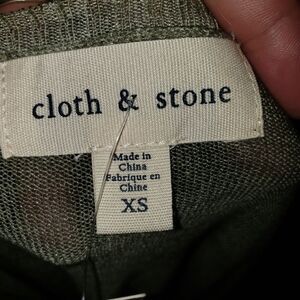 cloth & stone
Made in
China
Fabriqué en
Chine
XS